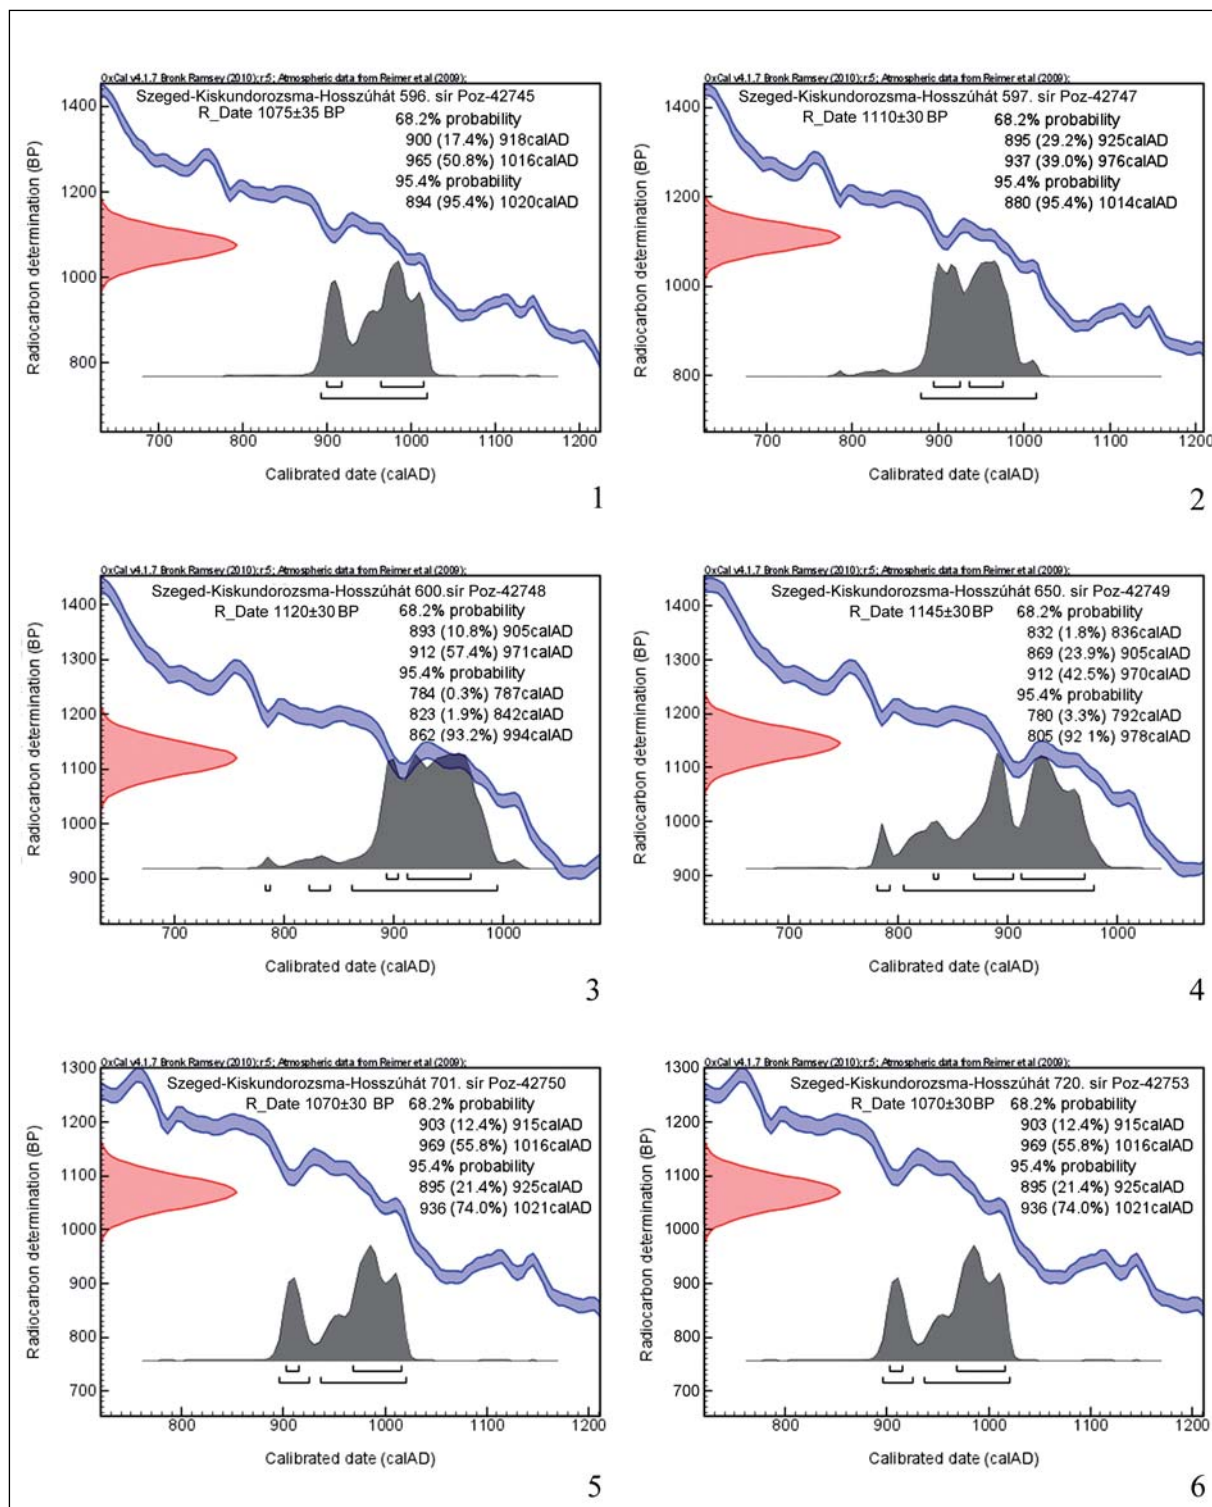 OxCal v4.1.7 Bronk Ramsey (2010); r:5; Atmospheric data from Reimer et al (2009);
Szeged-Kiskundorozsma-Hosszúhát 596. sír Poz-42745
R_Date 1075±35 BP
68.2% probability
900 (17.4%) 918calAD
965 (50.8%) 1016calAD
95.4% probability
894 (95.4%) 1020calAD
Radiocarbon determination (BP)
1400
1200
1000
800
700 800 900 1000 1100 1200
Calibrated date (calAD)
1
OxCal v4.1.7 Bronk Ramsey (2010); r:5; Atmospheric data from Reimer et al (2009);
Szeged-Kiskundorozsma-Hosszúhát 597. sír Poz-42747
R_Date 1110±30 BP
68.2% probability
895 (29.2%) 925calAD
937 (39.0%) 976calAD
95.4% probability
880 (95.4%) 1014calAD
Radiocarbon determination (BP)
1400
1200
1000
800
700 800 900 1000 1100 1200
Calibrated date (calAD)
2
OxCal v4.1.7 Bronk Ramsey (2010); r:5; Atmospheric data from Reimer et al (2009);
Szeged-Kiskundorozsma-Hosszúhát 600.sír Poz-42748
R_Date 1120±30 BP
68.2% probability
893 (10.8%) 905calAD
912 (57.4%) 971calAD
95.4% probability
784 (0.3%) 787calAD
823 (1.9%) 842calAD
862 (93.2%) 994calAD
Radiocarbon determination (BP)
1400
1300
1200
1100
1000
900
700 800 900 1000
Calibrated date (calAD)
3
OxCal v4.1.7 Bronk Ramsey (2010); r:5; Atmospheric data from Reimer et al (2009);
Szeged-Kiskundorozsma-Hosszúhát 650. sír Poz-42749
R_Date 1145±30 BP
68.2% probability
832 (1.8%) 836calAD
869 (23.9%) 905calAD
912 (42.5%) 970calAD
95.4% probability
780 (3.3%) 792calAD
805 (92.1%) 978calAD
Radiocarbon determination (BP)
1400
1300
1200
1100
1000
900
700 800 900 1000
Calibrated date (calAD)
4
OxCal v4.1.7 Bronk Ramsey (2010); r:5; Atmospheric data from Reimer et al (2009);
Szeged-Kiskundorozsma-Hosszúhát 701. sír Poz-42750
R_Date 1070±30 BP
68.2% probability
903 (12.4%) 915calAD
969 (55.8%) 1016calAD
95.4% probability
895 (21.4%) 925calAD
936 (74.0%) 1021calAD
Radiocarbon determination (BP)
1300
1200
1100
1000
900
800
700
800 900 1000 1100 1200
Calibrated date (calAD)
5
OxCal v4.1.7 Bronk Ramsey (2010); r:5; Atmospheric data from Reimer et al (2009);
Szeged-Kiskundorozsma-Hosszúhát 720. sír Poz-42753
R_Date 1070±30 BP
68.2% probability
903 (12.4%) 915calAD
969 (55.8%) 1016calAD
95.4% probability
895 (21.4%) 925calAD
936 (74.0%) 1021calAD
Radiocarbon determination (BP)
1300
1200
1100
1000
900
800
700
800 900 1000 1100 1200
Calibrated date (calAD)
6